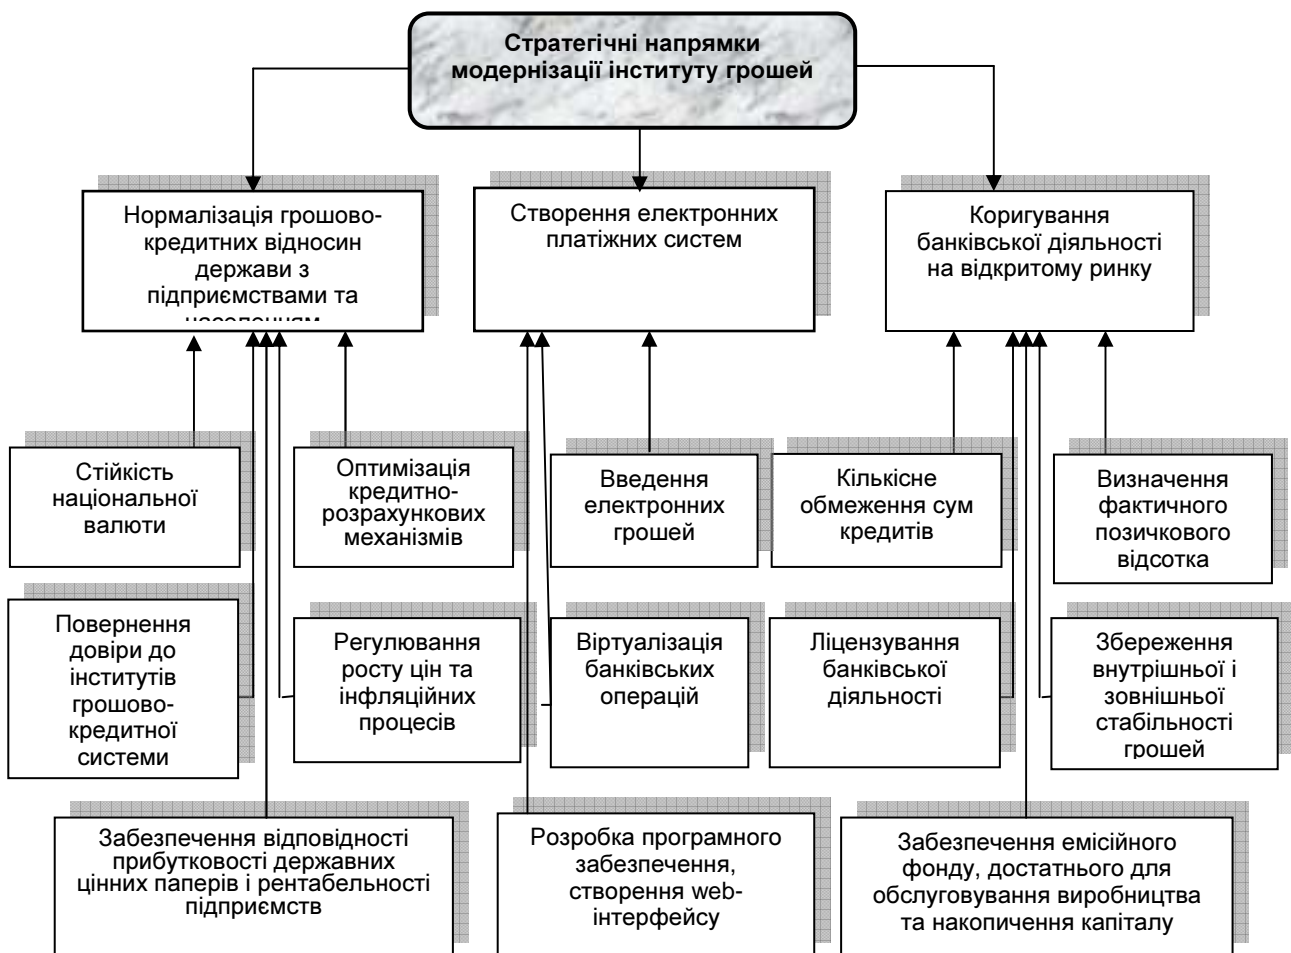 Стратегічні напрямки
модернізації інституту грошей
Нормалізація грошово-
кредитних відносин
держави з
підприємствами та
населенням
Створення електронних
платіжних систем
Коригування
банківської діяльності
на відкритому ринку
Стійкість
національної
валюти
Оптимізація
кредитно-
розрахункових
механізмів
Введення
електронних
грошей
Кількісне
обмеження сум
кредитів
Визначення
фактичного
позичкового
відсотка
Повернення
довіри до
інститутів
грошово-
кредитної
системи
Регулювання
росту цін та
інфляційних
процесів
Віртуалізація
банківських
операцій
Ліцензування
банківської
діяльності
Збереження
внутрішньої і
зовнішньої
стабільності
грошей
Забезпечення відповідності
прибутковості державних
цінних паперів і рентабельності
підприємств
Розробка програмного
забезпечення,
створення web-
інтерфейсу
Забезпечення емісійного
фонду, достатнього для
обслуговування виробництва
та накопичення капіталу